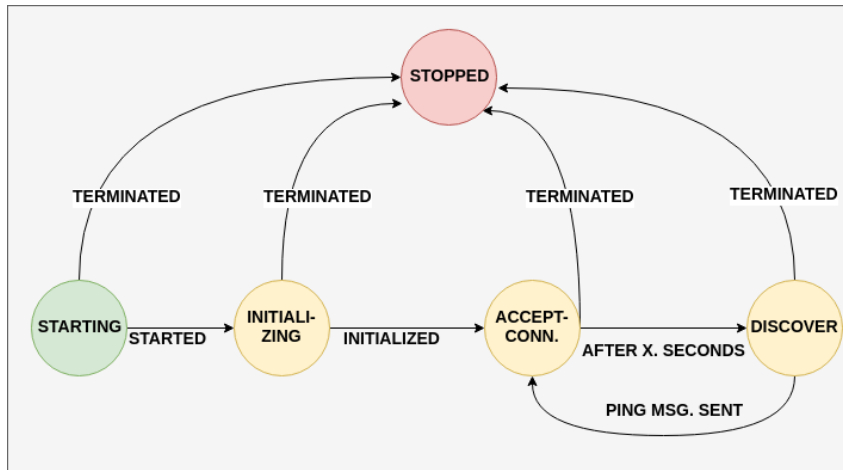 STOPPED
TERMINATED
TERMINATED
TERMINATED
TERMINATED
STARTING
STARTED
INITIALI-
ZING
INITIALIZED
ACCEPT-
CONN.
AFTER X. SECONDS
DISCOVER
PING MSG. SENT